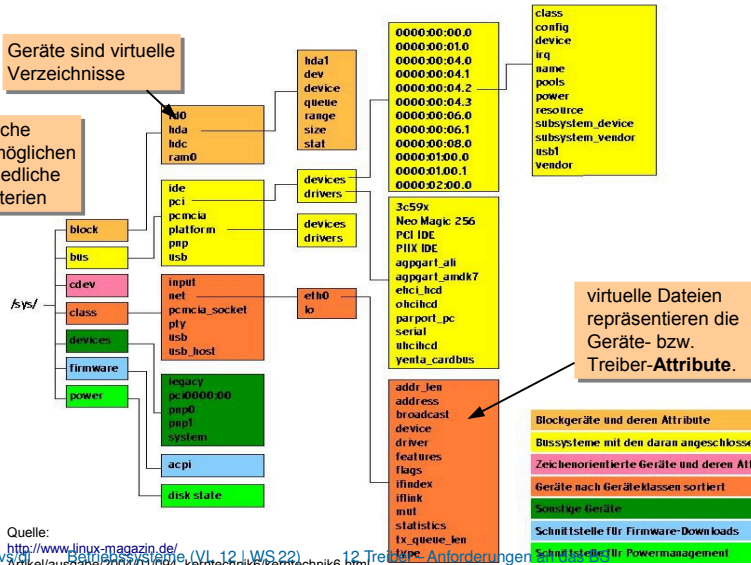 Geräte sind virtuelle
Verzeichnisse
che
möglichen
edliche
terien
/sys/
block
bus
cdev
class
devices
firmware
power
hda
hdc
ram0
ide
pci
pcmcia
platform
pnp
usb
input
net
pcmcia_socket
pty
usb
usb_host
legacy
pci0000:00
pnp0
pnp1
system
acpi
disk state
hda1
dev
device
queue
range
size
stat
devices
drivers
devices
drivers
eth0
lo
0000:00:00.0
0000:00:01.0
0000:00:04.0
0000:00:04.1
0000:00:04.2
0000:00:04.3
0000:00:06.0
0000:00:06.1
0000:00:08.0
0000:01:00.0
0000:01:00.1
0000:02:00.0
3c59x
Neo Magic 256
PCI IDE
PIIX IDE
agpgart_ali
agpgart_amdk7
ehci_hcd
ohcihcd
parport_pc
serial
uhcihcd
yenta_cardbus
addr_len
address
broadcast
device
driver
features
flags
ifindex
iflink
mut
statistics
tx_queue_len
type
class
config
device
irq
name
pools
power
resource
subsystem_device
subsystem_vendor
usb1
vendor
virtuelle Dateien
repräsentieren die
Geräte- bzw.
Treiber-Attribute.
Blockgeräte und deren Attribute
Bussysteme mit den daran angeschlosse
Zeichenorientierte Geräte und deren Att
Geräte nach Geräteklassen sortiert
Sonstige Geräte
Schnittstelle für Firmware-Downloads
Schnittstelle für Powermanagement
Quelle:
http://www.linux-magazin.de/
Artikel/ausgabe/2004/01/094_kerntechnik6/kerntechnik6.html
vs/dl Betriebssysteme (VL 12 | WS 22) 12 Treiber – Anforderungen an das BS